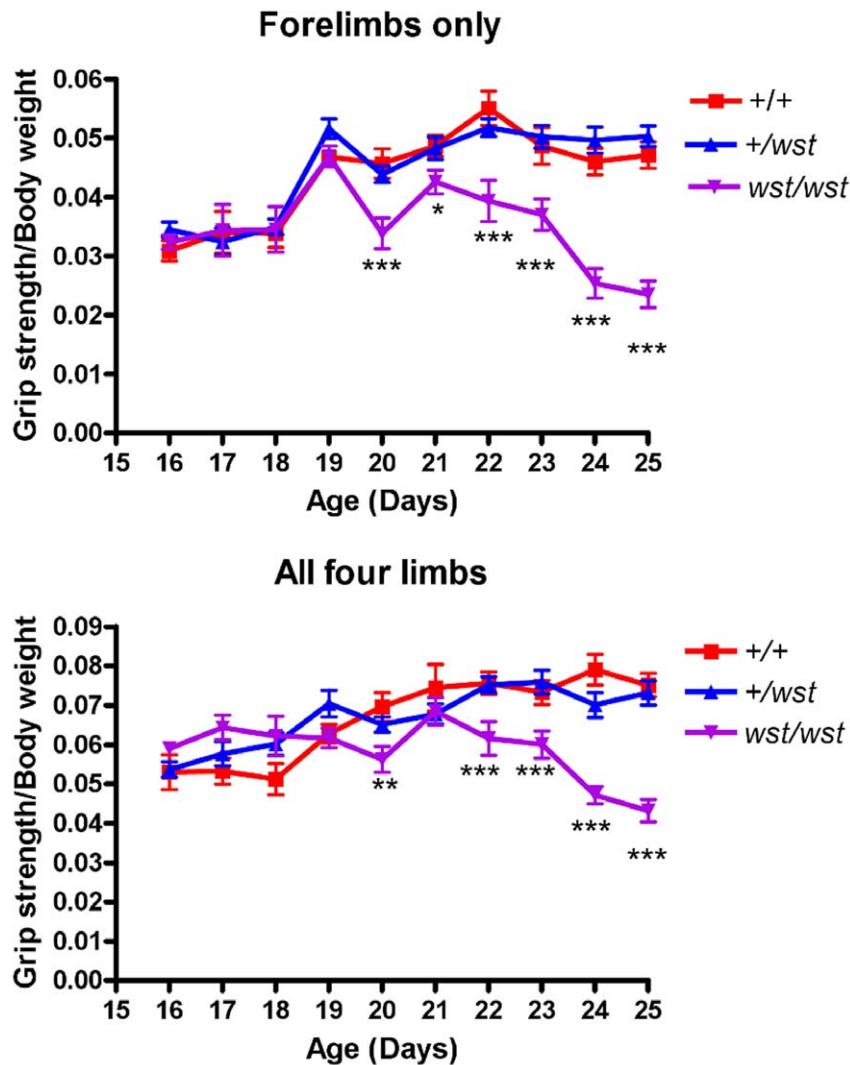 Forelimbs only
Grip strength/Body weight
0.06
0.05
0.04
0.03
0.02
0.01
0.00
+/+
+/wst
wst/wst
***
*
***
***
***
***
15 16 17 18 19 20 21 22 23 24 25
Age (Days)
All four limbs
Grip strength/Body weight
0.09
0.08
0.07
0.06
0.05
0.04
0.03
0.02
0.01
0.00
+/+
+/wst
wst/wst
**
***
***
***
***
15 16 17 18 19 20 21 22 23 24 25
Age (Days)